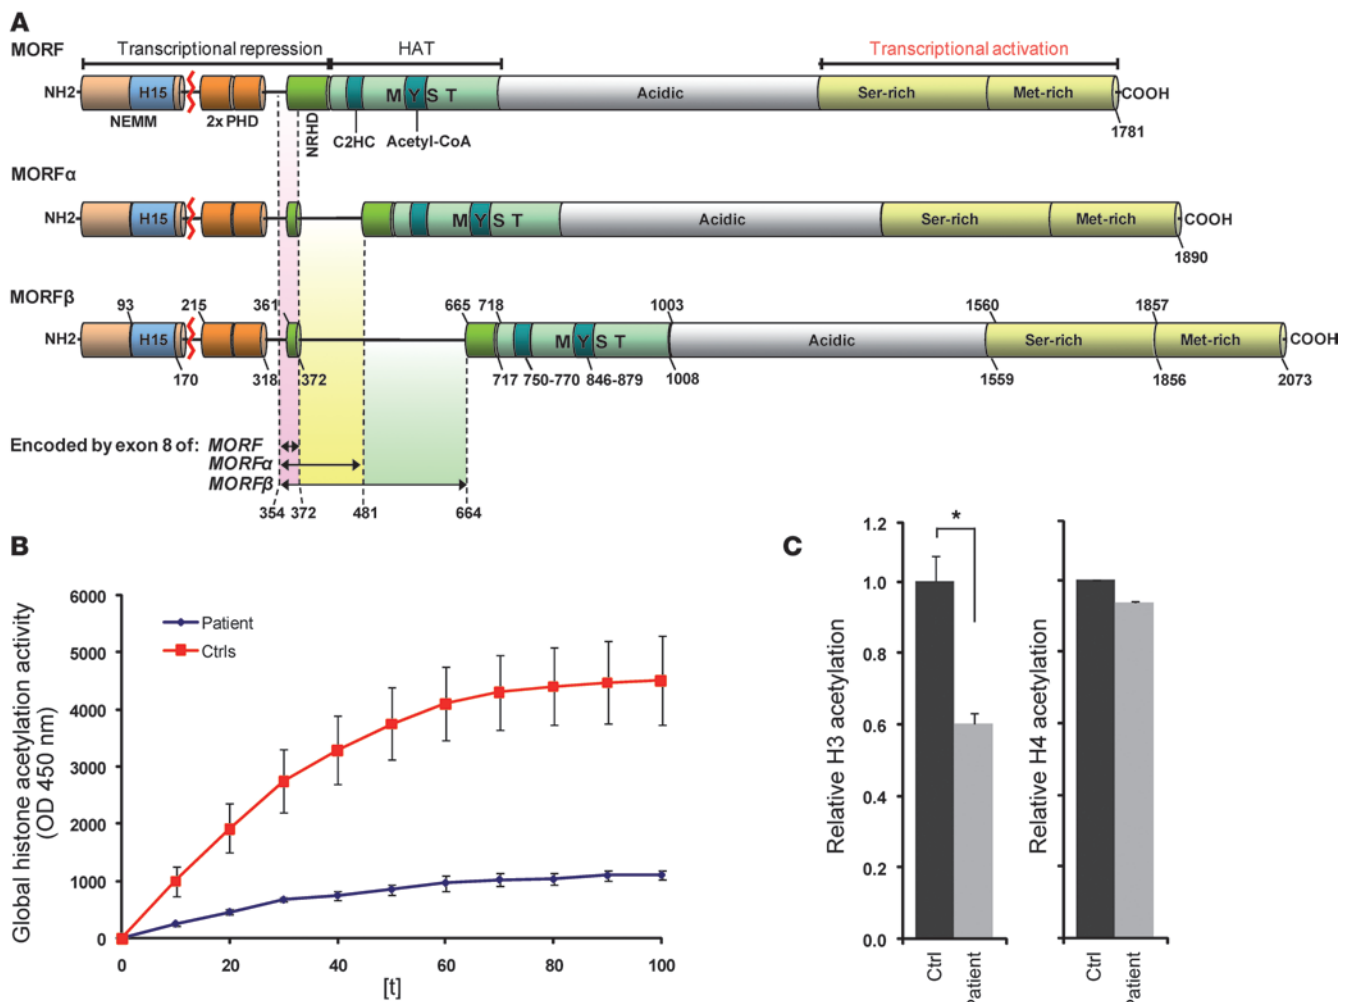 A
MORF
Transcriptional repression
HAT
Transcriptional activation
NH2
H15
M Y S T
Acidic
Ser-rich
Met-rich
COOH
NEMM
2x PHD
NRHD
C2HC
Acetyl-CoA
1781
MORFα
NH2
H15
M Y S T
Acidic
Ser-rich
Met-rich
COOH
1890
MORFβ
93
215
361
665
718
1003
1560
1857
NH2
H15
M Y S T
Acidic
Ser-rich
Met-rich
COOH
170
318
372
717
750-770
846-879
1008
1559
1856
2073
Encoded by exon 8 of: MORF
MORFα
MORFβ
354
372
481
664
B
Global histone acetylation activity
(OD 450 nm)
6000
5000
4000
3000
2000
1000
0
Patient
Ctrls
0
20
40
60
80
100
[t]
C
Relative H3 acetylation
1.2
1.0
0.8
0.6
0.4
0.2
0.0
*
Ctrl
Patient
Relative H4 acetylation
Ctrl
Patient